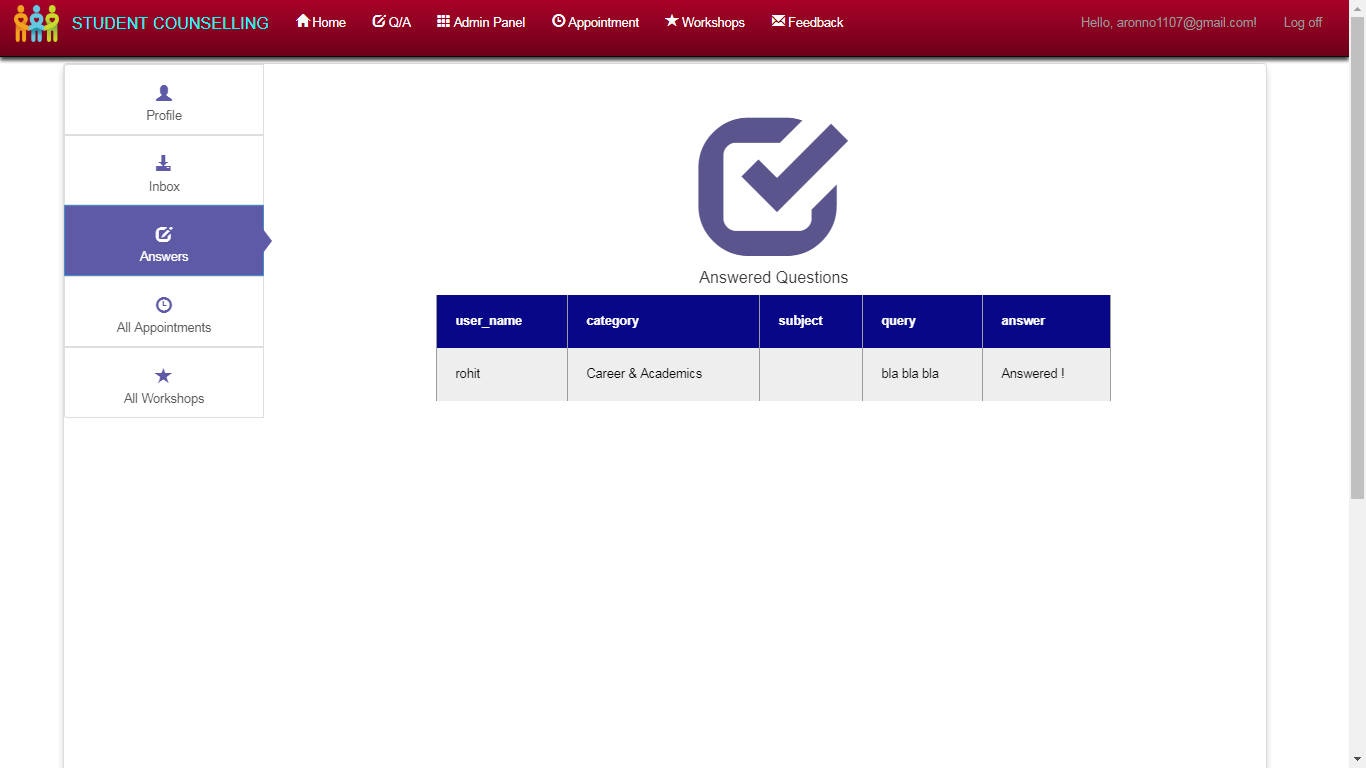 STUDENT COUNSELLING Home Q/A Admin Panel Appointment Workshops Feedback Hello, aronno1107@gmail.com! Log off
Profile
Inbox
Answers
All Appointments
All Workshops
Answered Questions
user_name category subject query answer
rohit Career & Academics bla bla bla Answered !